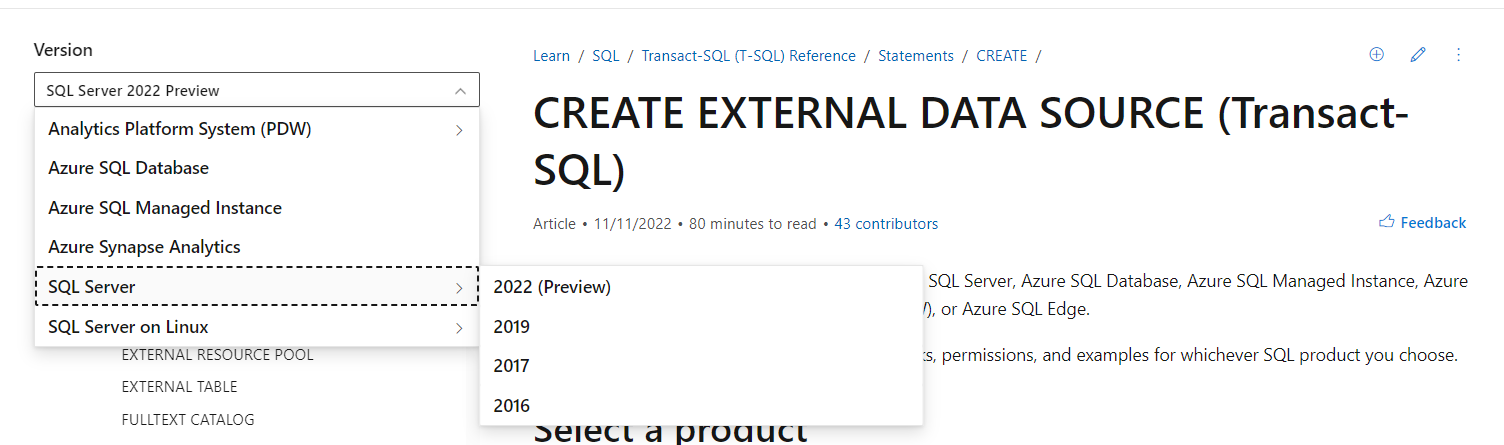 Version
SQL Server 2022 Preview
Analytics Platform System (PDW)
Azure SQL Database
Azure SQL Managed Instance
Azure Synapse Analytics
SQL Server
SQL Server on Linux
EXTERNAL RESOURCE POOL
EXTERNAL TABLE
FULLTEXT CATALOG
2022 (Preview)
2019
2017
2016
Learn / SQL / Transact-SQL (T-SQL) Reference / Statements / CREATE /
CREATE EXTERNAL DATA SOURCE (Transact-
SQL)
Article • 11/11/2022 • 80 minutes to read • 43 contributors
Feedback
SQL Server, Azure SQL Database, Azure SQL Managed Instance, Azure
), or Azure SQL Edge.
, permissions, and examples for whichever SQL product you choose.
Select a product